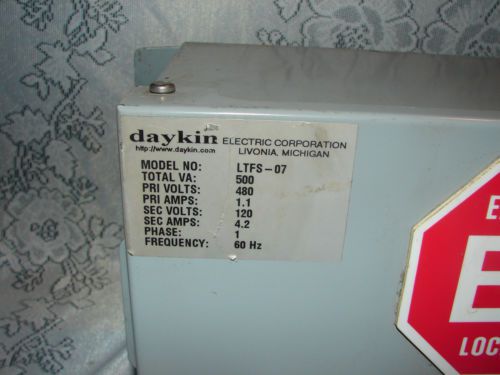 daykin ELECTRIC CORPORATION
http://www.daykin.com LIVONIA, MICHIGAN
MODEL NO: LTFS-07
TOTAL VA: 500
PRI VOLTS: 480
PRI AMPS: 1.1
SEC VOLTS: 120
SEC AMPS: 4.2
PHASE: 1
FREQUENCY: 60 Hz
E
E
LOC